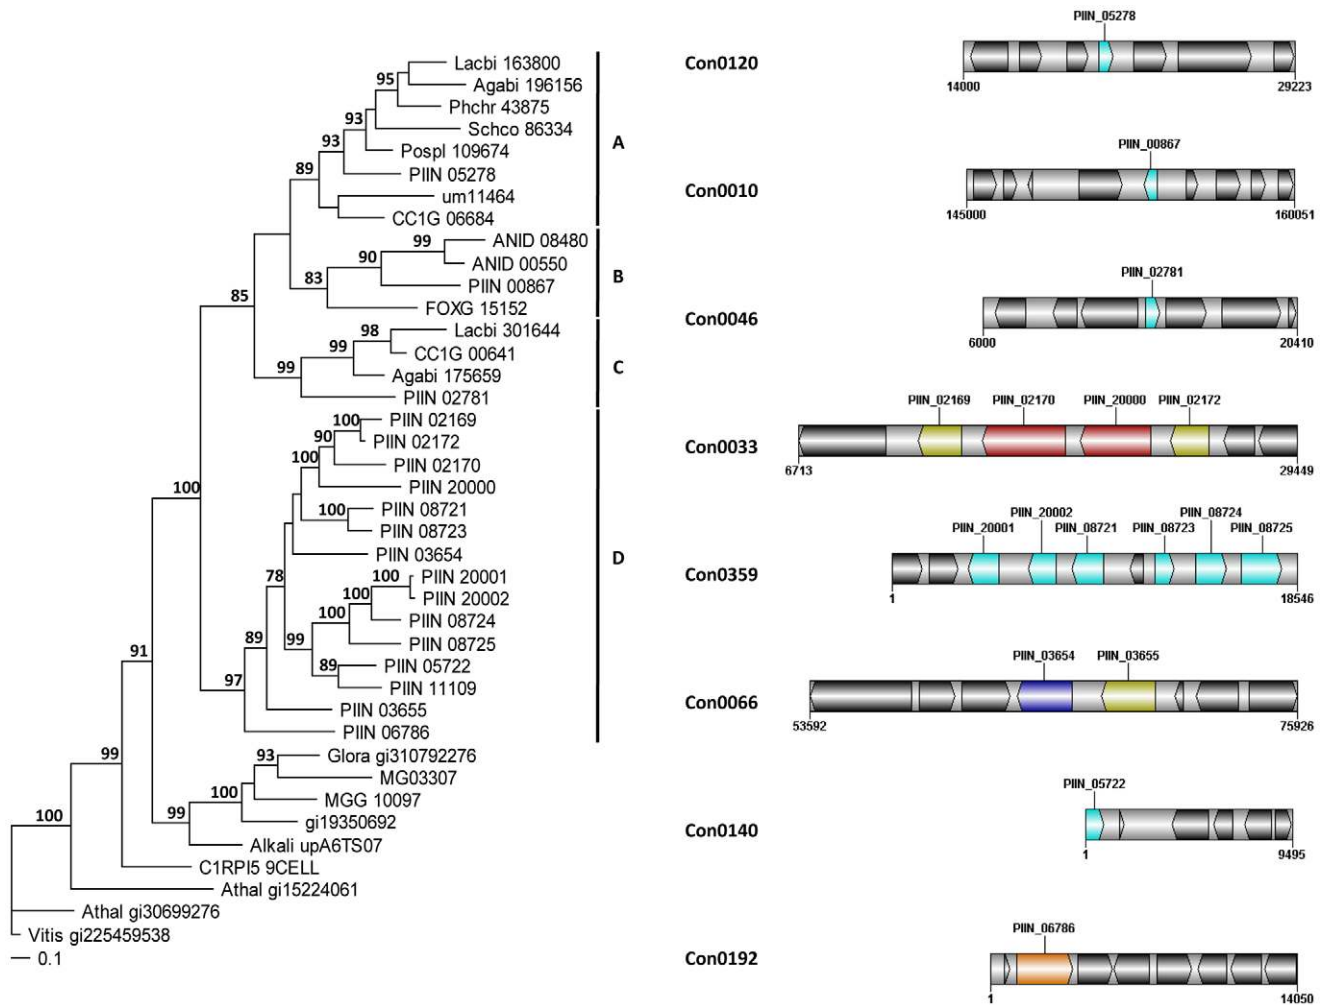 Lacbi 163800
Agabi 196156
Phchr 43875
Schco 86334
Pospl 109674
PIIN 05278
um11464
CC1G 06684
ANID 08480
ANID 00550
PIIN 00867
FOXG 15152
Lacbi 301644
CC1G 00641
Agabi 175659
PIIN 02781
PIIN 02169
PIIN 02172
PIIN 02170
PIIN 20000
PIIN 08721
PIIN 08723
PIIN 03654
PIIN 20001
PIIN 20002
PIIN 08724
PIIN 08725
PIIN 05722
PIIN 11109
PIIN 03655
PIIN 06786
Glora gi310792276
MG03307
MGG 10097
gi19350692
Alkali upA6TS07
C1RPI5 9CELL
Athal gi15224061
Athal gi30699276
Vitis gi225459538
0.1
95
93
93
89
99
90
83
85
98
99
99
100
90
100
100
78
100
100
100
99
89
89
97
100
91
93
100
99
99
100
A
B
C
D
PIIN_05278
Con0120
14000 29223
PIIN_00867
Con0010
145000 160051
PIIN_02781
Con0046
6000 20410
PIIN_02169 PIIN_02170 PIIN_20000 PIIN_02172
Con0033
6713 29449
PIIN_20002 PIIN_08724
PIIN_20001 PIIN_08721 PIIN_08723 PIIN_08725
Con0359
1 18546
PIIN_03654 PIIN_03655
Con0066
53592 75926
PIIN_05722
Con0140
1 9495
PIIN_06786
Con0192
1 14050